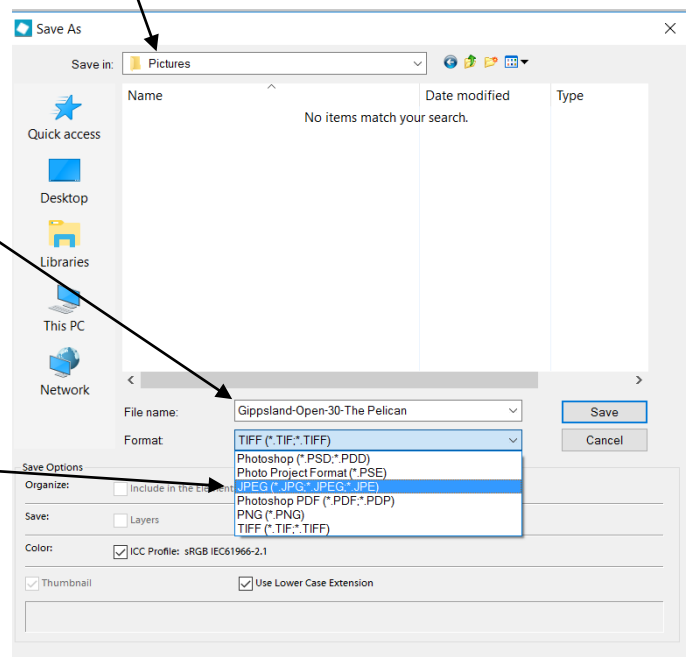 Save As
Save in: Pictures
Name Date modified Type
No items match your search.
Quick access
Desktop
Libraries
This PC
Network
File name: Gippsland-Open-30-The Pelican Save
Format: TIFF (*.TIF;*.TIFF) Cancel
Photoshop (*.PSD;*.PDD)
Photo Project Format (*.PSE)
JPEG (*.JPG;*.JPEG;*.JPE)
Photoshop PDF (*.PDF;*.PDP)
PNG (*.PNG)
TIFF (*.TIF;*.TIFF)
Save Options
Organize: Include in the
Save: Layers
Color: ICC Profile: sRGB IEC61966-2.1
Thumbnail Use Lower Case Extension